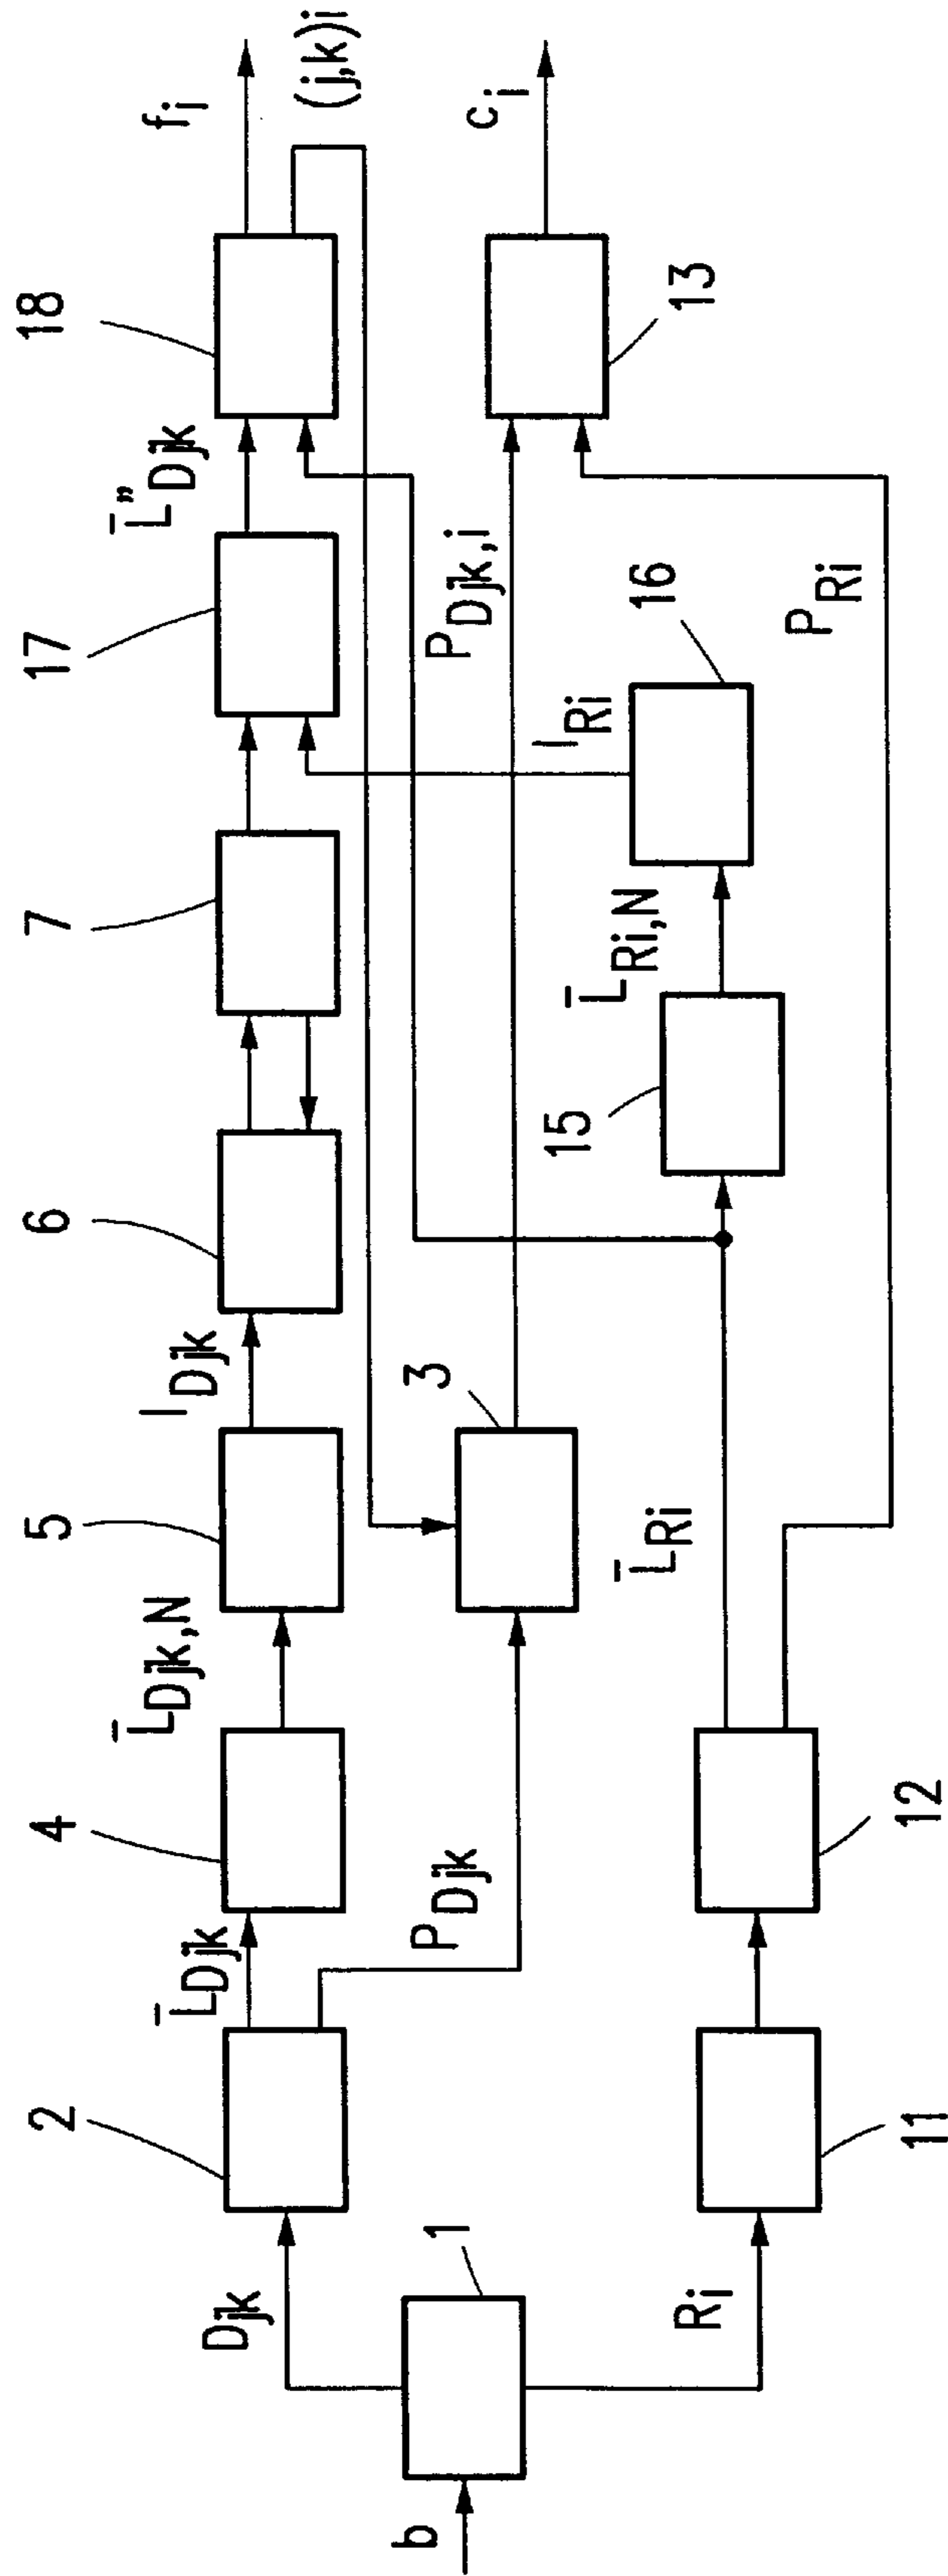 b
1
D_jk
R_i
2
11
L̄_Djk
P_Djk
12
4
L̄_Djk,N
5
L̄_Ri
3
I_Djk
6
15
L̄_Ri,N
7
I_Ri
16
P_Djk,i
P_Ri
17
L̄"_Djk
18
13
f_i
(j,k)i
c_i